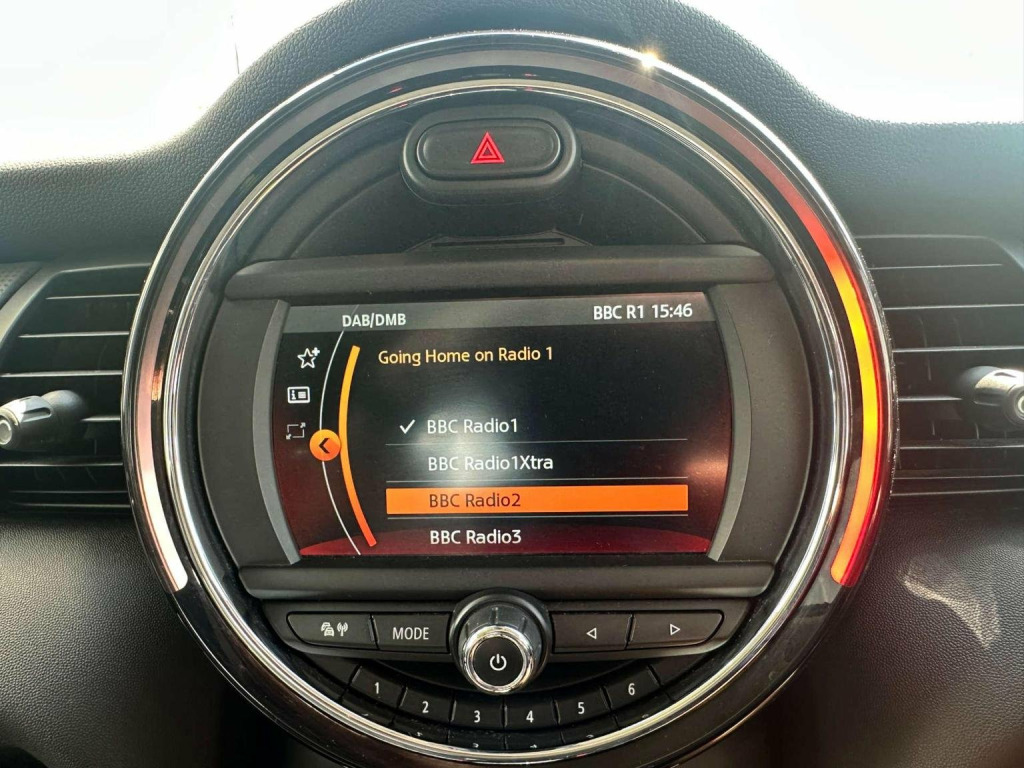 DAB/DMB BBC R1 15:46
Going Home on Radio 1
BBC Radio1
BBC Radio1Xtra
BBC Radio2
BBC Radio3
MODE
1 2 3 4 5 6